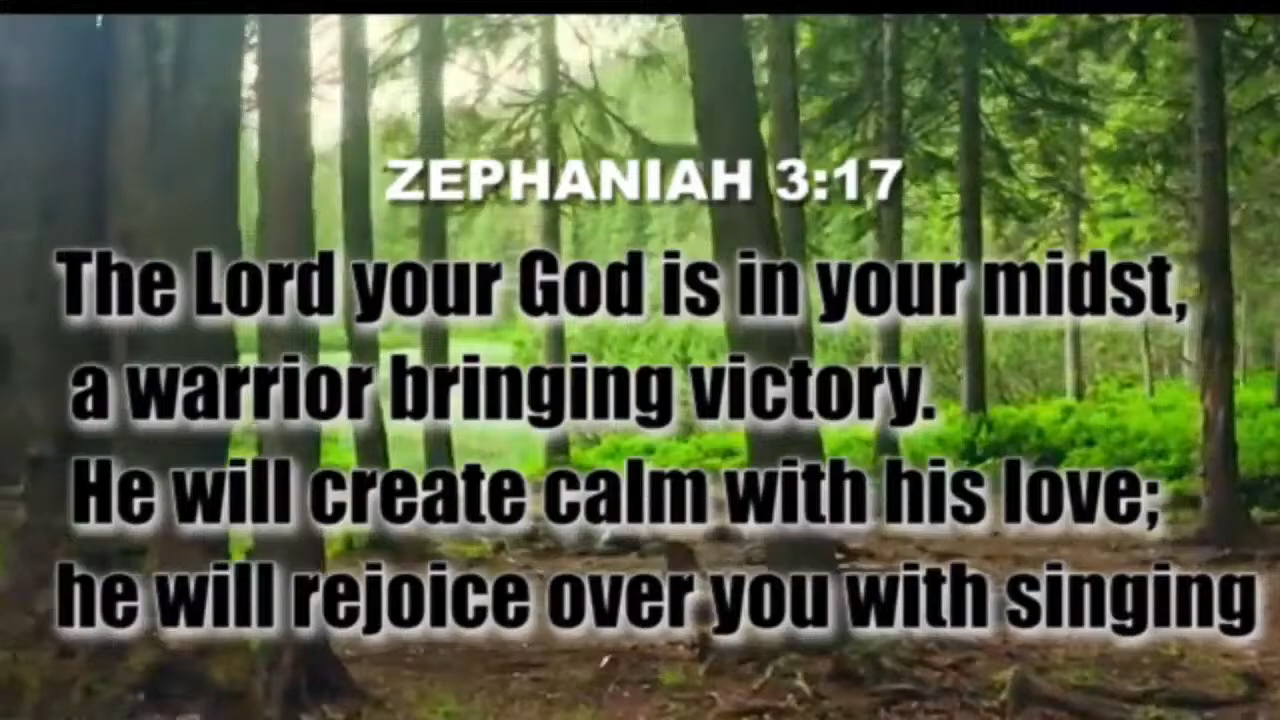 ZEPHANIAH 3:17
The Lord your God is in your midst,
a warrior bringing victory.
He will create calm with his love;
he will rejoice over you with singing